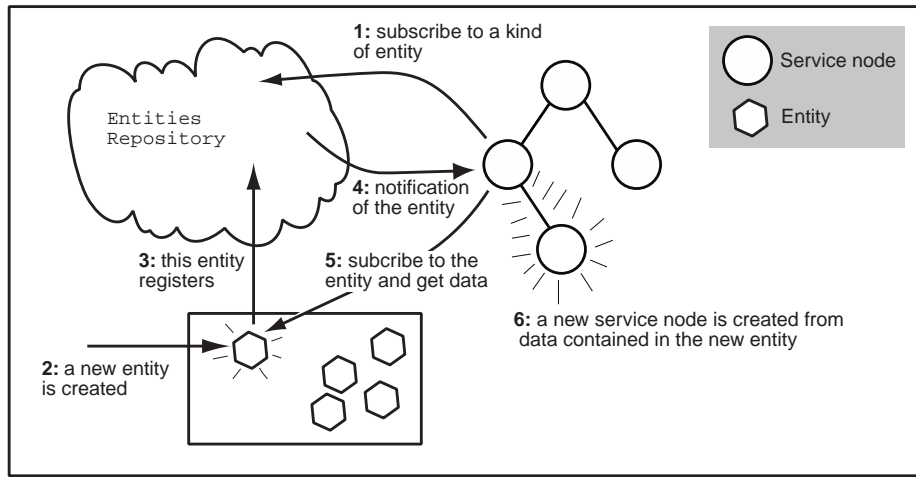 1: subscribe to a kind
of entity
Service node
Entity
Entities
Repository
4: notification
of the entity
3: this entity
registers
5: subcribe to the
entity and get data
6: a new service node is created from
data contained in the new entity
2: a new entity
is created